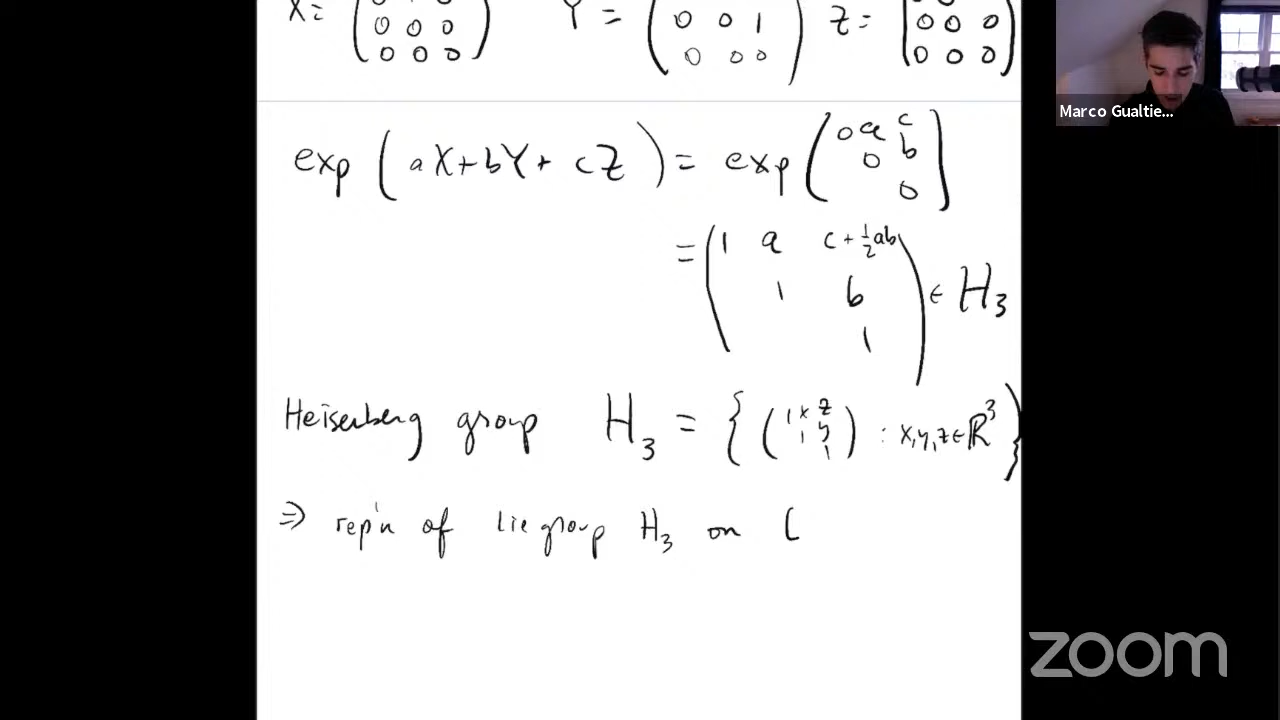 X = (0 0 0 / 0 0 0) Y = (0 0 1 / 0 0 0) Z = (0 0 0 / 0 0 0)
exp (aX + bY + cZ) = exp (0 a c / 0 b / 0)
= (1 a c + ½ab / 1 b / 1) ∈ H₃
Heisenberg group H₃ = { (1 x z / 1 y / 1) : x,y,z ∈ ℝ³ }
⇒ rep'n of Lie group H₃ on
Marco Gualtie...
zoom